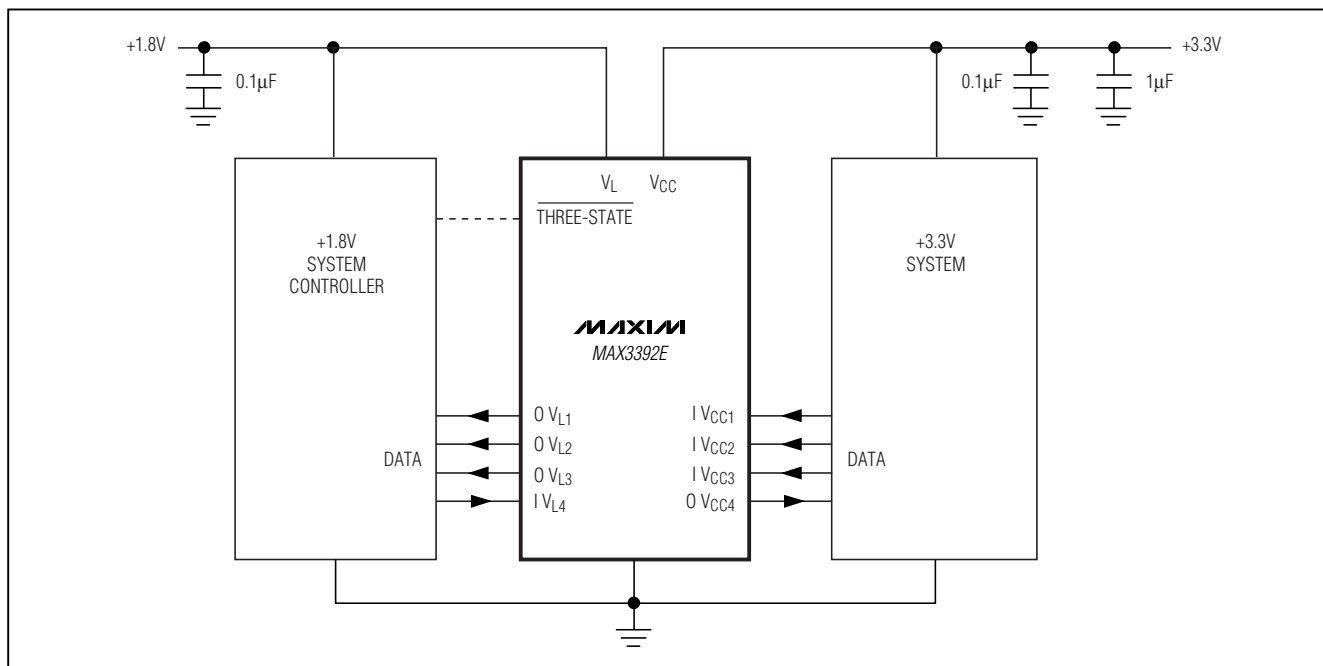 +1.8V
+3.3V
0.1µF
0.1µF
1µF
VL
VCC
THREE-STATE
+1.8V
SYSTEM
CONTROLLER
+3.3V
SYSTEM
MAXIM
MAX3392E
O VL1
I VCC1
O VL2
I VCC2
DATA
DATA
O VL3
I VCC3
I VL4
O VCC4